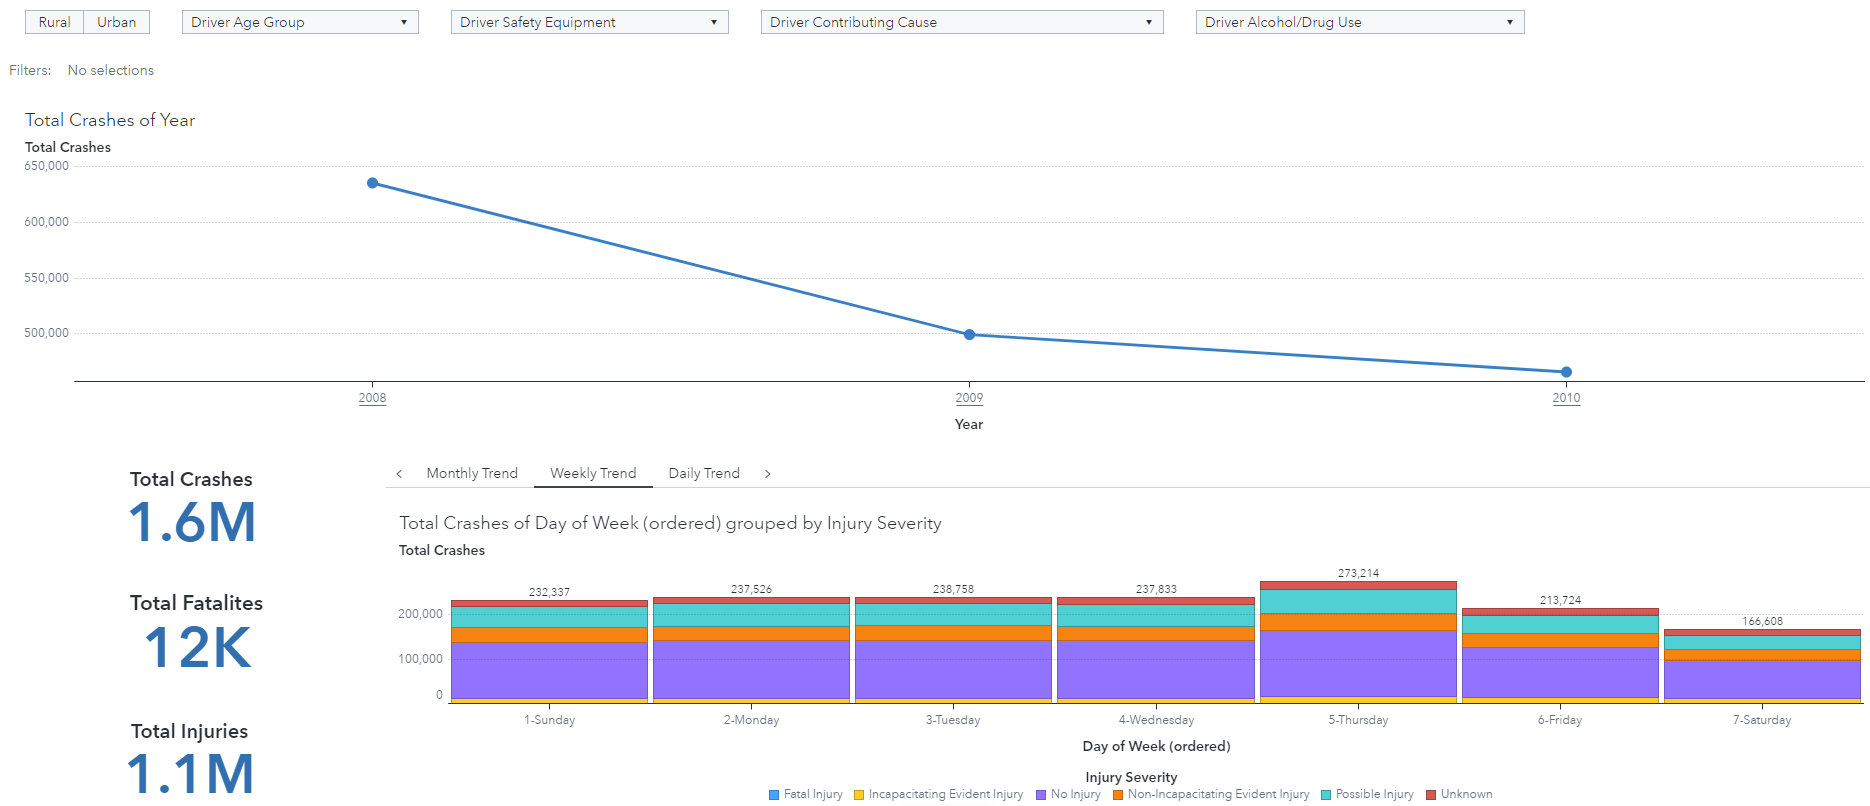 Rural Urban Driver Age Group Driver Safety Equipment Driver Contributing Cause Driver Alcohol/Drug Use
Filters: No selections
Total Crashes of Year
Total Crashes
650,000
600,000
550,000
500,000
2008 2009 2010
Year
Total Crashes
1.6M
Total Fatalites
12K
Total Injuries
1.1M
< Monthly Trend Weekly Trend Daily Trend >
Total Crashes of Day of Week (ordered) grouped by Injury Severity
Total Crashes
232,337 237,526 238,758 237,833 273,214 213,724 166,608
200,000
100,000
0
1-Sunday 2-Monday 3-Tuesday 4-Wednesday 5-Thursday 6-Friday 7-Saturday
Day of Week (ordered)
Injury Severity
Fatal Injury Incapacitating Evident Injury No Injury Non-Incapacitating Evident Injury Possible Injury Unknown